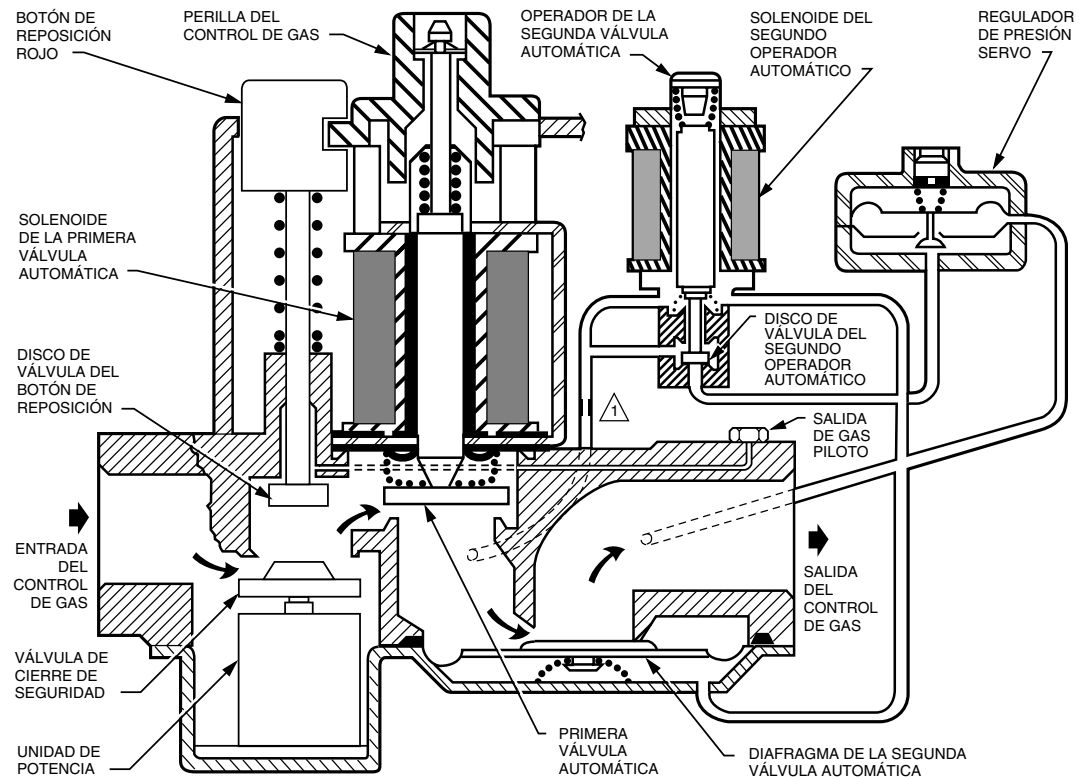 BOTÓN DE
REPOSICIÓN
ROJO
PERILLA DEL
CONTROL DE GAS
OPERADOR DE LA
SEGUNDA VÁLVULA
AUTOMÁTICA
SOLENOIDE DEL
SEGUNDO
OPERADOR
AUTOMÁTICO
REGULADOR
DE PRESIÓN
SERVO
SOLENOIDE
DE LA PRIMERA
VÁLVULA
AUTOMÁTICA
DISCO DE
VÁLVULA DEL
BOTÓN DE
REPOSICIÓN
DISCO DE
VÁLVULA DEL
SEGUNDO
OPERADOR
AUTOMÁTICO
1
SALIDA
DE GAS
PILOTO
ENTRADA
DEL
CONTROL
DE GAS
SALIDA
DEL
CONTROL
DE GAS
VÁLVULA DE
CIERRE DE
SEGURIDAD
UNIDAD DE
POTENCIA
PRIMERA
VÁLVULA
AUTOMÁTICA
DIAFRAGMA DE LA SEGUNDA
VÁLVULA AUTOMÁTICA